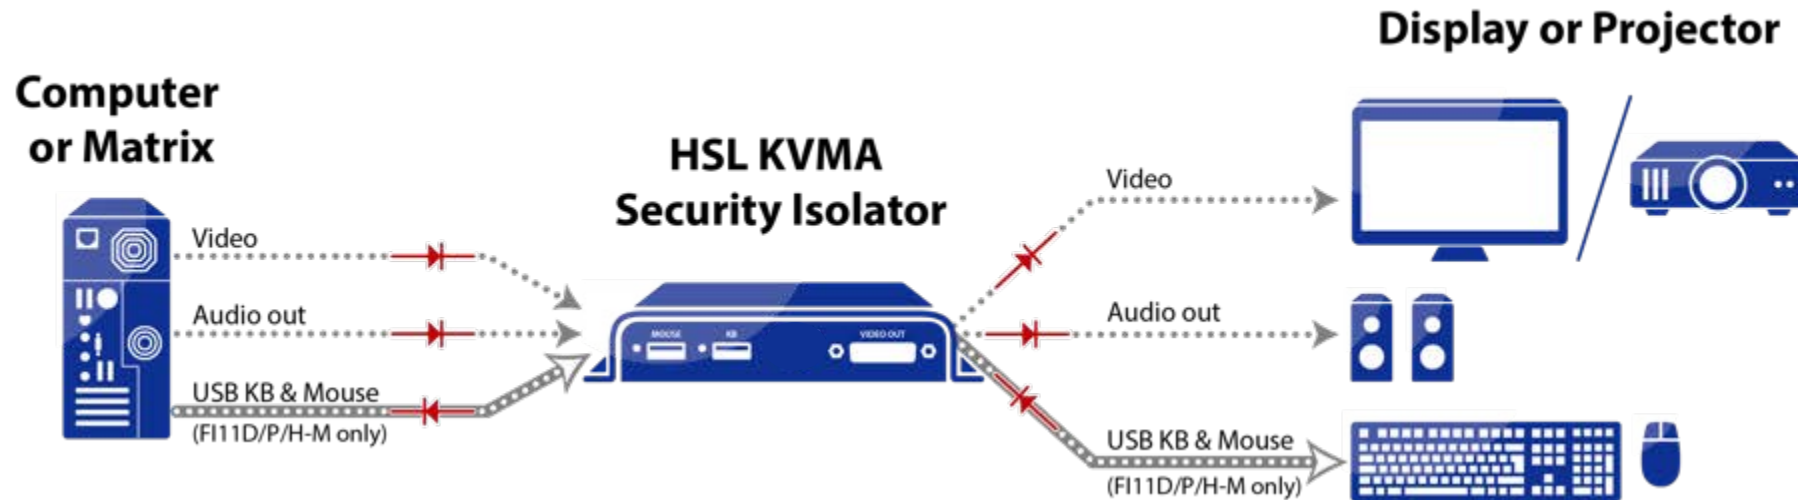 Computer
or Matrix
Video
Audio out
USB KB & Mouse
(FI11D/P/H-M only)
HSL KVMA
Security Isolator
MOUSE
KB
VIDEO OUT
Display or Projector
Video
Audio out
USB KB & Mouse
(FI11D/P/H-M only)